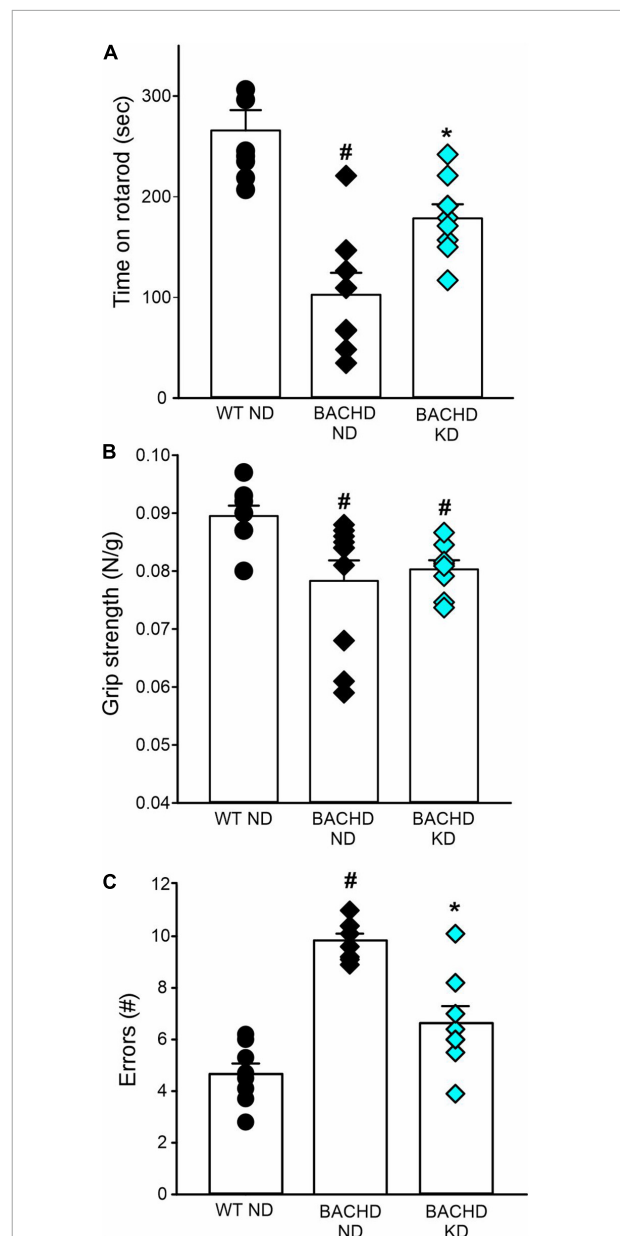 A
Time on rotarod (sec)
300
200
100
0
#
*
WT ND
BACHD
ND
BACHD
KD
B
Grip strength (N/g)
0.10
0.09
0.08
0.07
0.06
0.05
0.04
#
#
WT ND
BACHD
ND
BACHD
KD
C
Errors (#)
12
10
8
6
4
2
0
#
*
WT ND
BACHD
ND
BACHD
KD